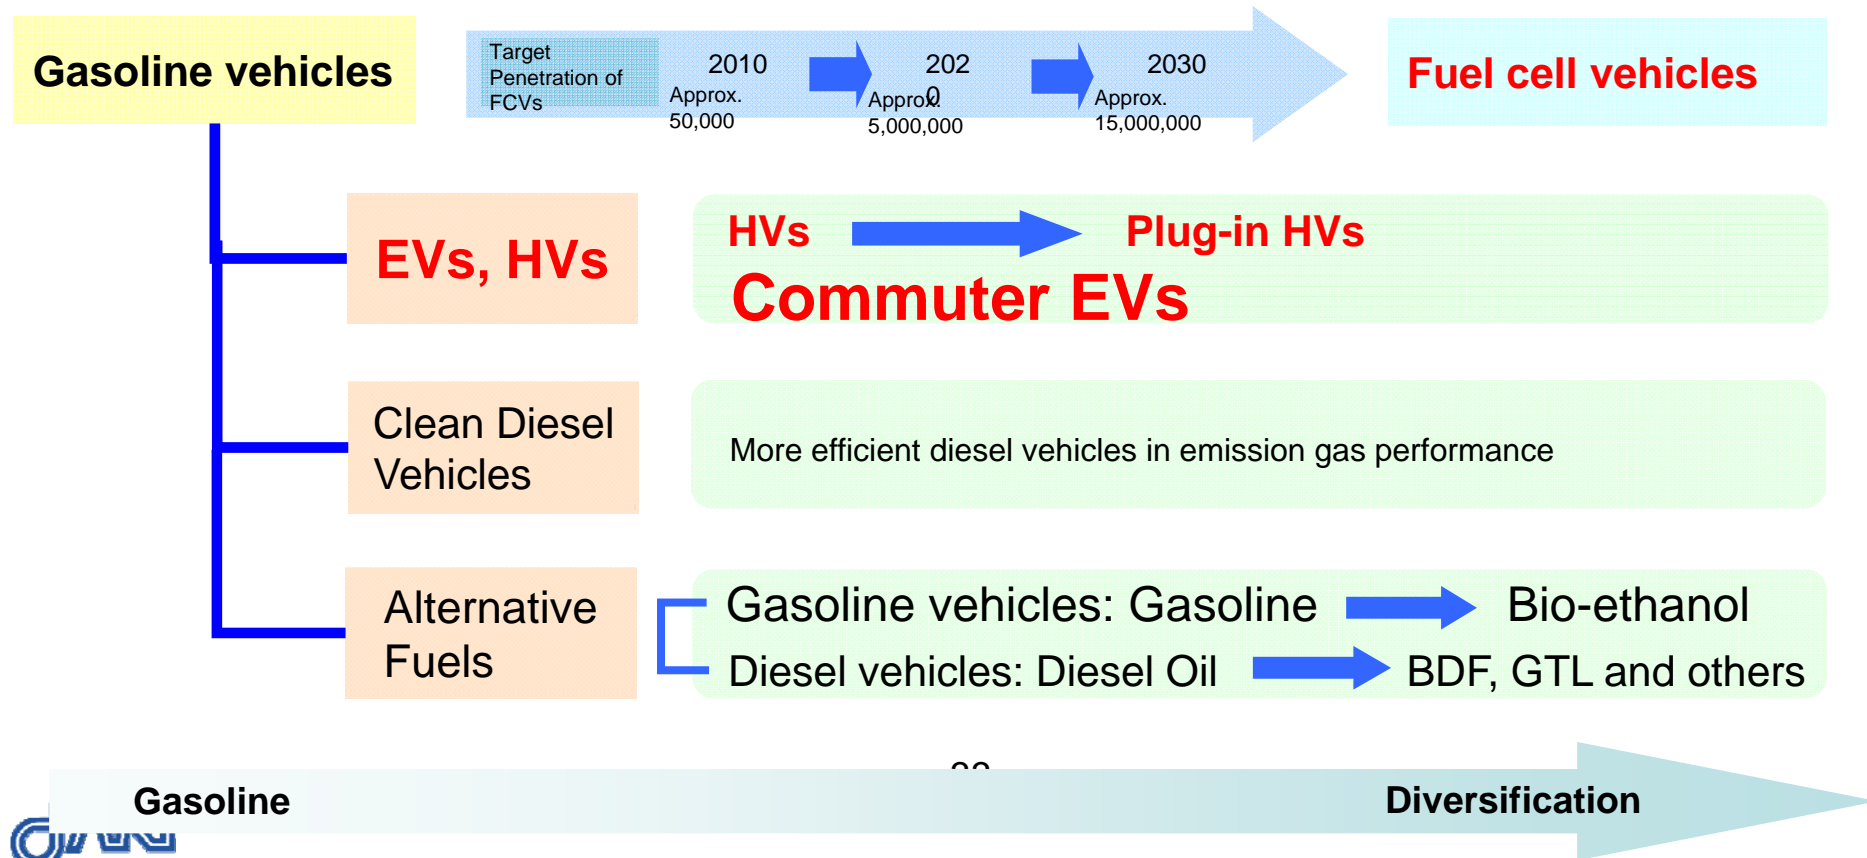 Gasoline vehicles
Target
Penetration of
FCVs
2010
Approx.
50,000
202
0
Approx.
5,000,000
2030
Approx.
15,000,000
Fuel cell vehicles
EVs, HVs
HVs
Plug-in HVs
Commuter EVs
Clean Diesel
Vehicles
More efficient diesel vehicles in emission gas performance
Alternative
Fuels
Gasoline vehicles: Gasoline
Bio-ethanol
Diesel vehicles: Diesel Oil
BDF, GTL and others
Gasoline
Diversification